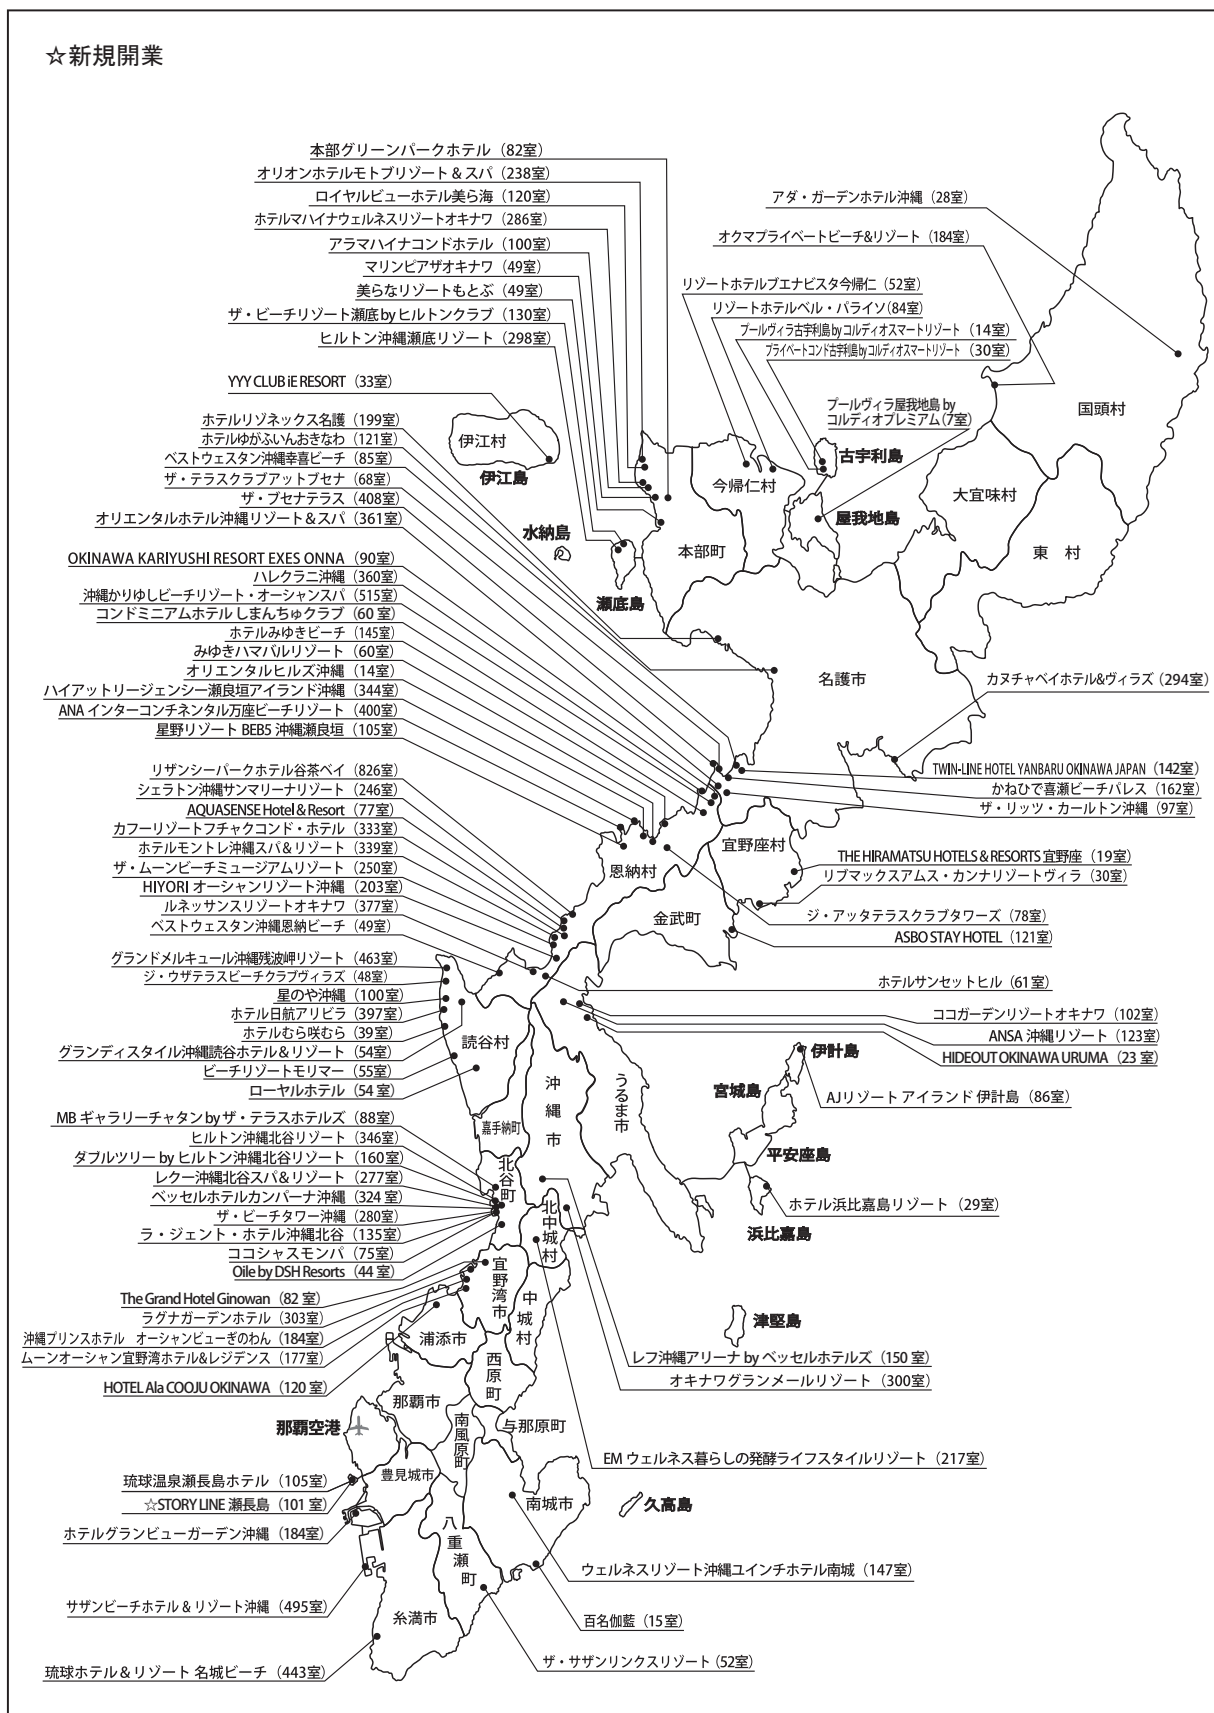 ☆新規開業
本部グリーンパークホテル（82室）
オリオンホテルモトブリゾート＆スパ（238室）
ロイヤルビューホテル美ら海（120室）
ホテルマハイナウェルネスリゾートオキナワ（286室）
アラマハイナコンドホテル（100室）
マリンピアザオキナワ（49室）
美らなリゾートもとぶ（49室）
ザ・ビーチリゾート瀬底 by ヒルトンクラブ（130室）
ヒルトン沖縄瀬底リゾート（298室）
YYY CLUB iE RESORT（33室）
アダ・ガーデンホテル沖縄（28室）
オクマプライベートビーチ&リゾート（184室）
リゾートホテルブエナビスタ今帰仁（52室）
リゾートホテルベル・パライソ（84室）
プールヴィラ古宇利島 by コルディオスマートリゾート（14室）
プライベートコンド古宇利島 by コルディオスマートリゾート（30室）
プールヴィラ屋我地島 by
コルディオプレミアム（7室）
国頭村
伊江村
伊江島
古宇利島
今帰仁村
大宜味村
屋我地島
水納島
本部町
東　村
瀬底島
名護市
ホテルリゾネックス名護（199室）
ホテルゆがふいんおきなわ（121室）
ベストウェスタン沖縄幸喜ビーチ（85室）
ザ・テラスクラブアットブセナ（68室）
ザ・ブセナテラス（408室）
オリエンタルホテル沖縄リゾート＆スパ（361室）
OKINAWA KARIYUSHI RESORT EXES ONNA（90室）
ハレクラニ沖縄（360室）
沖縄かりゆしビーチリゾート・オーシャンスパ（515室）
コンドミニアムホテル しまんちゅクラブ（60 室）
ホテルみゆきビーチ（145室）
みゆきハマバルリゾート（60室）
オリエンタルヒルズ沖縄（14室）
ハイアットリージェンシー瀬良垣アイランド沖縄（344室）
ANA インターコンチネンタル万座ビーチリゾート（400室）
星野リゾート BEB5 沖縄瀬良垣（105室）
カヌチャベイホテル&ヴィラズ（294室）
TWIN-LINE HOTEL YANBARU OKINAWA JAPAN（142室）
かねひで喜瀬ビーチパレス（162室）
ザ・リッツ・カールトン沖縄（97室）
リザンシーパークホテル谷茶ベイ（826室）
シェラトン沖縄サンマリーナリゾート（246室）
AQUASENSE Hotel & Resort（77室）
カフーリゾートフチャクコンド・ホテル（333室）
ホテルモントレ沖縄スパ＆リゾート（339室）
ザ・ムーンビーチミュージアムリゾート（250室）
HIYORI オーシャンリゾート沖縄（203室）
ルネッサンスリゾートオキナワ（377室）
ベストウェスタン沖縄恩納ビーチ（49室）
宜野座村
恩納村
金武町
THE HIRAMATSU HOTELS & RESORTS 宜野座（19室）
リブマックスアムス・カンナリゾートヴィラ（30室）
ジ・アッタテラスクラブタワーズ（78室）
ASBO STAY HOTEL（121室）
グランドメルキュール沖縄残波岬リゾート（463室）
ジ・ウザテラスビーチクラブヴィラズ（48室）
星のや沖縄（100室）
ホテル日航アリビラ（397室）
ホテルむら咲むら（39室）
グランディスタイル沖縄読谷ホテル＆リゾート（54室）
ビーチリゾートモリマー（55室）
ローヤルホテル（54 室）
ホテルサンセットヒル（61室）
ココガーデンリゾートオキナワ（102室）
ANSA 沖縄リゾート（123室）
HIDEOUT OKINAWA URUMA（23 室）
読谷村
沖縄市
うるま市
嘉手納町
伊計島
宮城島
AJリゾート アイランド 伊計島（86室）
平安座島
ホテル浜比嘉島リゾート（29室）
浜比嘉島
MB ギャラリーチャタン by ザ・テラスホテルズ（88室）
ヒルトン沖縄北谷リゾート（346室）
ダブルツリー by ヒルトン沖縄北谷リゾート（160室）
レクー沖縄北谷スパ＆リゾート（277室）
ベッセルホテルカンパーナ沖縄（324 室）
ザ・ビーチタワー沖縄（280室）
ラ・ジェント・ホテル沖縄北谷（135室）
ココシャスモンパ（75室）
Oile by DSH Resorts（44 室）
北谷町
北中城村
宜野湾市
中城村
The Grand Hotel Ginowan（82 室）
ラグナガーデンホテル（303室）
沖縄プリンスホテル　オーシャンビューぎのわん（184室）
ムーンオーシャン宜野湾ホテル&レジデンス（177室）
HOTEL Ala COOJU OKINAWA（120 室）
浦添市
西原町
津堅島
レフ沖縄アリーナ by ベッセルホテルズ（150 室）
オキナワグランメールリゾート（300室）
那覇市
那覇空港
南風原町
与那原町
EM ウェルネス暮らしの発酵ライフスタイルリゾート（217室）
琉球温泉瀬長島ホテル（105室）
☆STORY LINE 瀬長島（101 室）
ホテルグランビューガーデン沖縄（184室）
豊見城市
南城市
久高島
八重瀬町
ウェルネスリゾート沖縄ユインチホテル南城（147室）
サザンビーチホテル＆リゾート沖縄（495室）
糸満市
百名伽藍（15室）
ザ・サザンリンクスリゾート（52室）
琉球ホテル＆リゾート 名城ビーチ（443室）